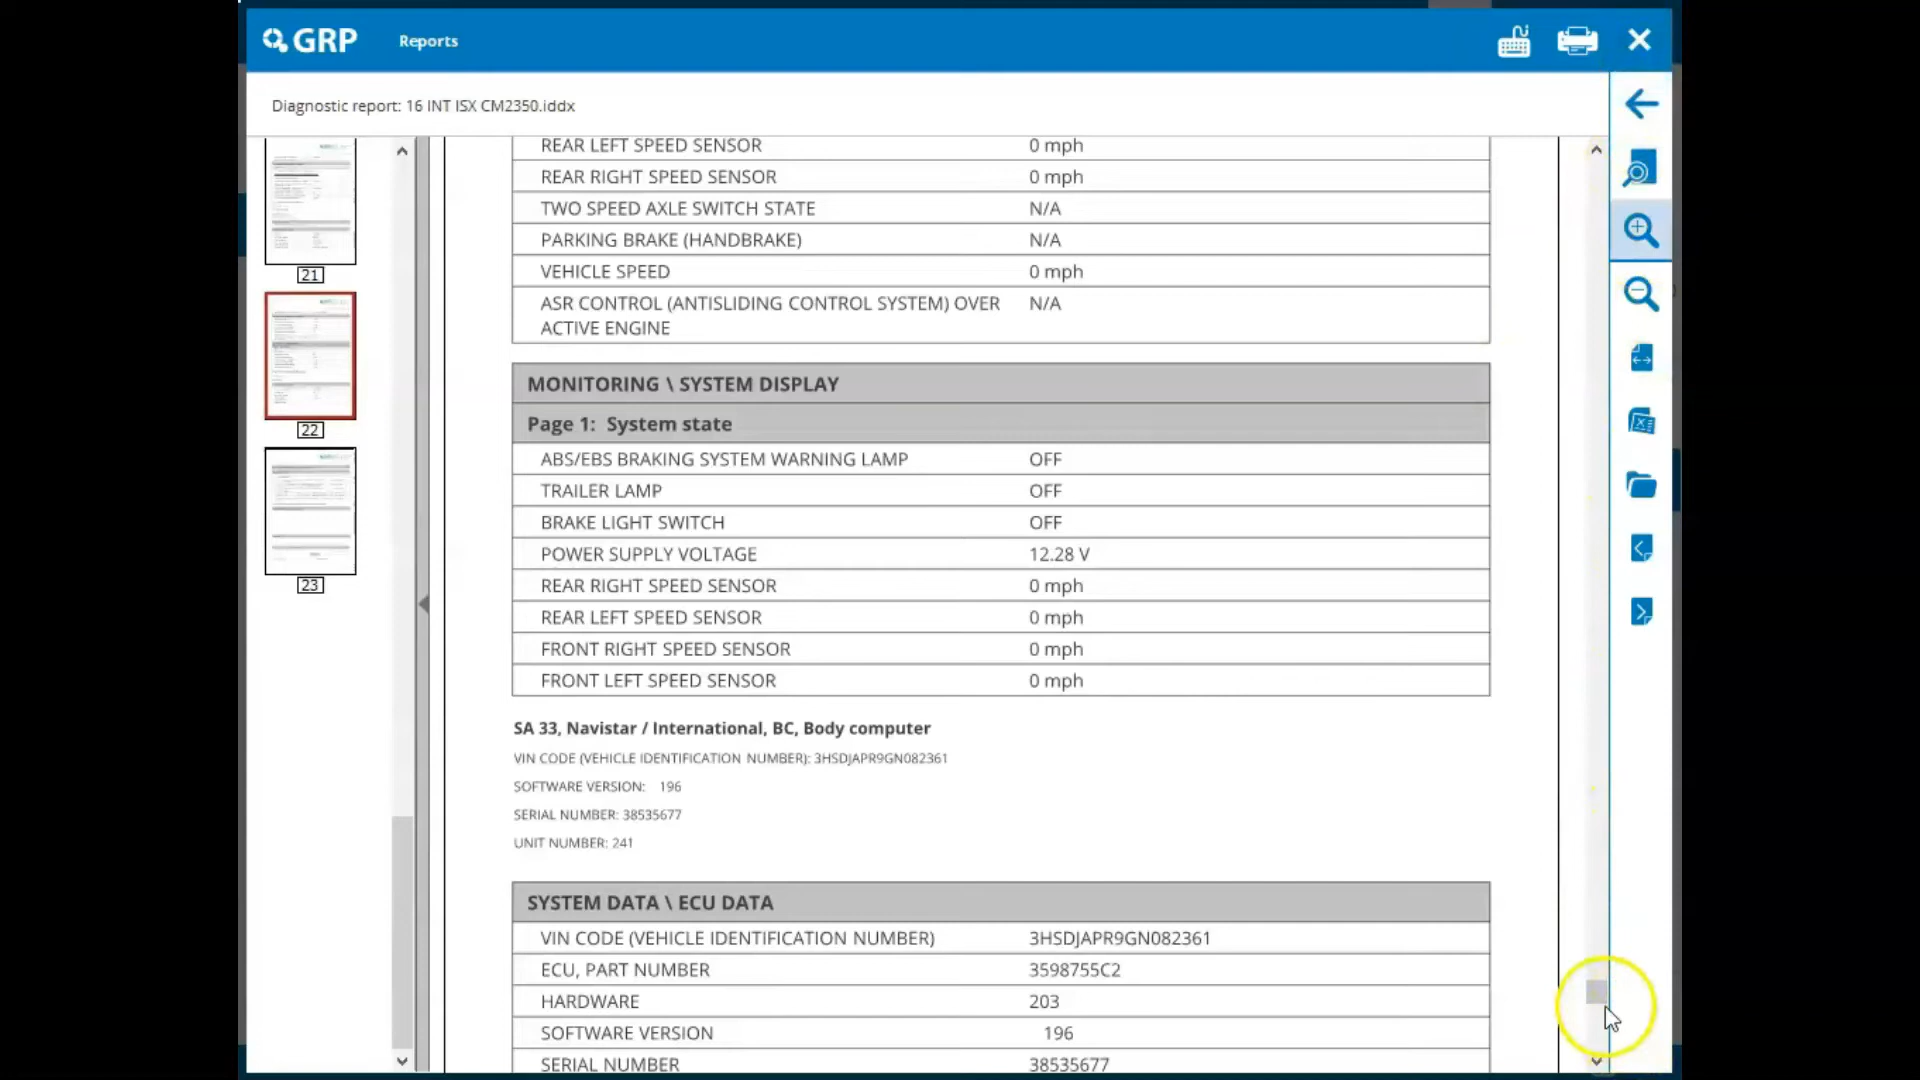 GRP
Reports
Diagnostic report: 16 INT ISX CM2350.iddx
21
22
23
REAR LEFT SPEED SENSOR 0 mph
REAR RIGHT SPEED SENSOR 0 mph
TWO SPEED AXLE SWITCH STATE N/A
PARKING BRAKE (HANDBRAKE) N/A
VEHICLE SPEED 0 mph
ASR CONTROL (ANTISLIDING CONTROL SYSTEM) OVER N/A
ACTIVE ENGINE
MONITORING \ SYSTEM DISPLAY
Page 1: System state
ABS/EBS BRAKING SYSTEM WARNING LAMP OFF
TRAILER LAMP OFF
BRAKE LIGHT SWITCH OFF
POWER SUPPLY VOLTAGE 12.28 V
REAR RIGHT SPEED SENSOR 0 mph
REAR LEFT SPEED SENSOR 0 mph
FRONT RIGHT SPEED SENSOR 0 mph
FRONT LEFT SPEED SENSOR 0 mph
SA 33, Navistar / International, BC, Body computer
VIN CODE (VEHICLE IDENTIFICATION NUMBER): 3HSDJAPR9GN082361
SOFTWARE VERSION: 196
SERIAL NUMBER: 38535677
UNIT NUMBER: 241
SYSTEM DATA \ ECU DATA
VIN CODE (VEHICLE IDENTIFICATION NUMBER) 3HSDJAPR9GN082361
ECU, PART NUMBER 3598755C2
HARDWARE 203
SOFTWARE VERSION 196
SERIAL NUMBER 38535677